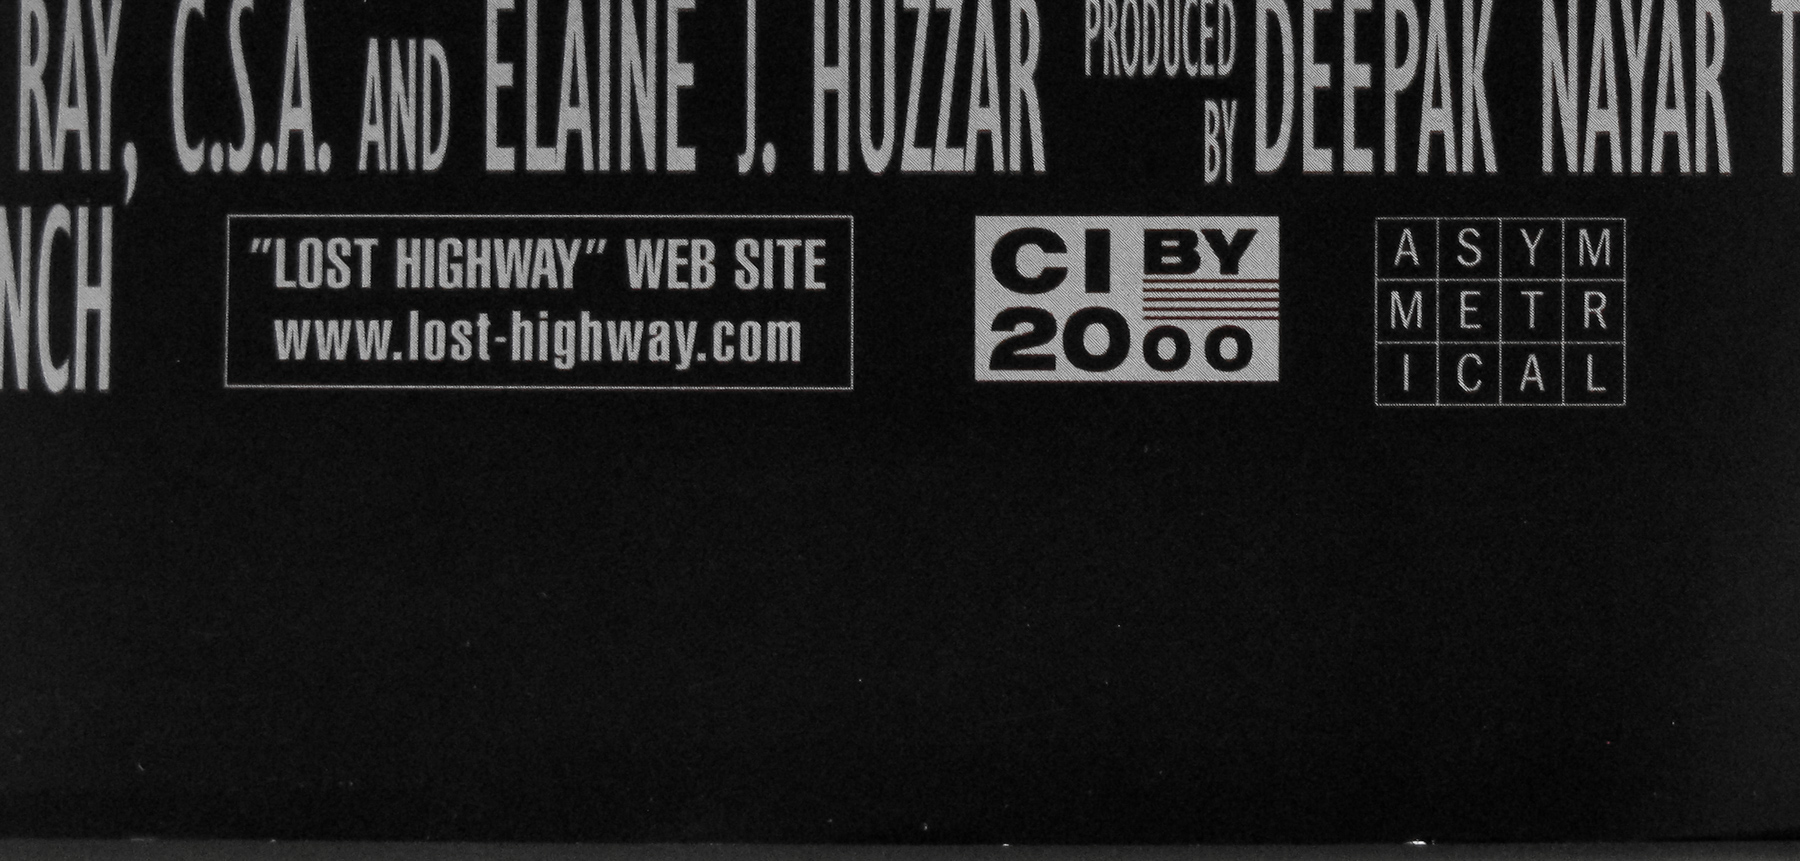 RAY, C.S.A. AND ELAINE J. HUZZAR PRODUCED BY DEEPAK NAYAR
"LOST HIGHWAY" WEB SITE
www.lost-highway.com
CI BY
2000
ASYM
METR
ICAL